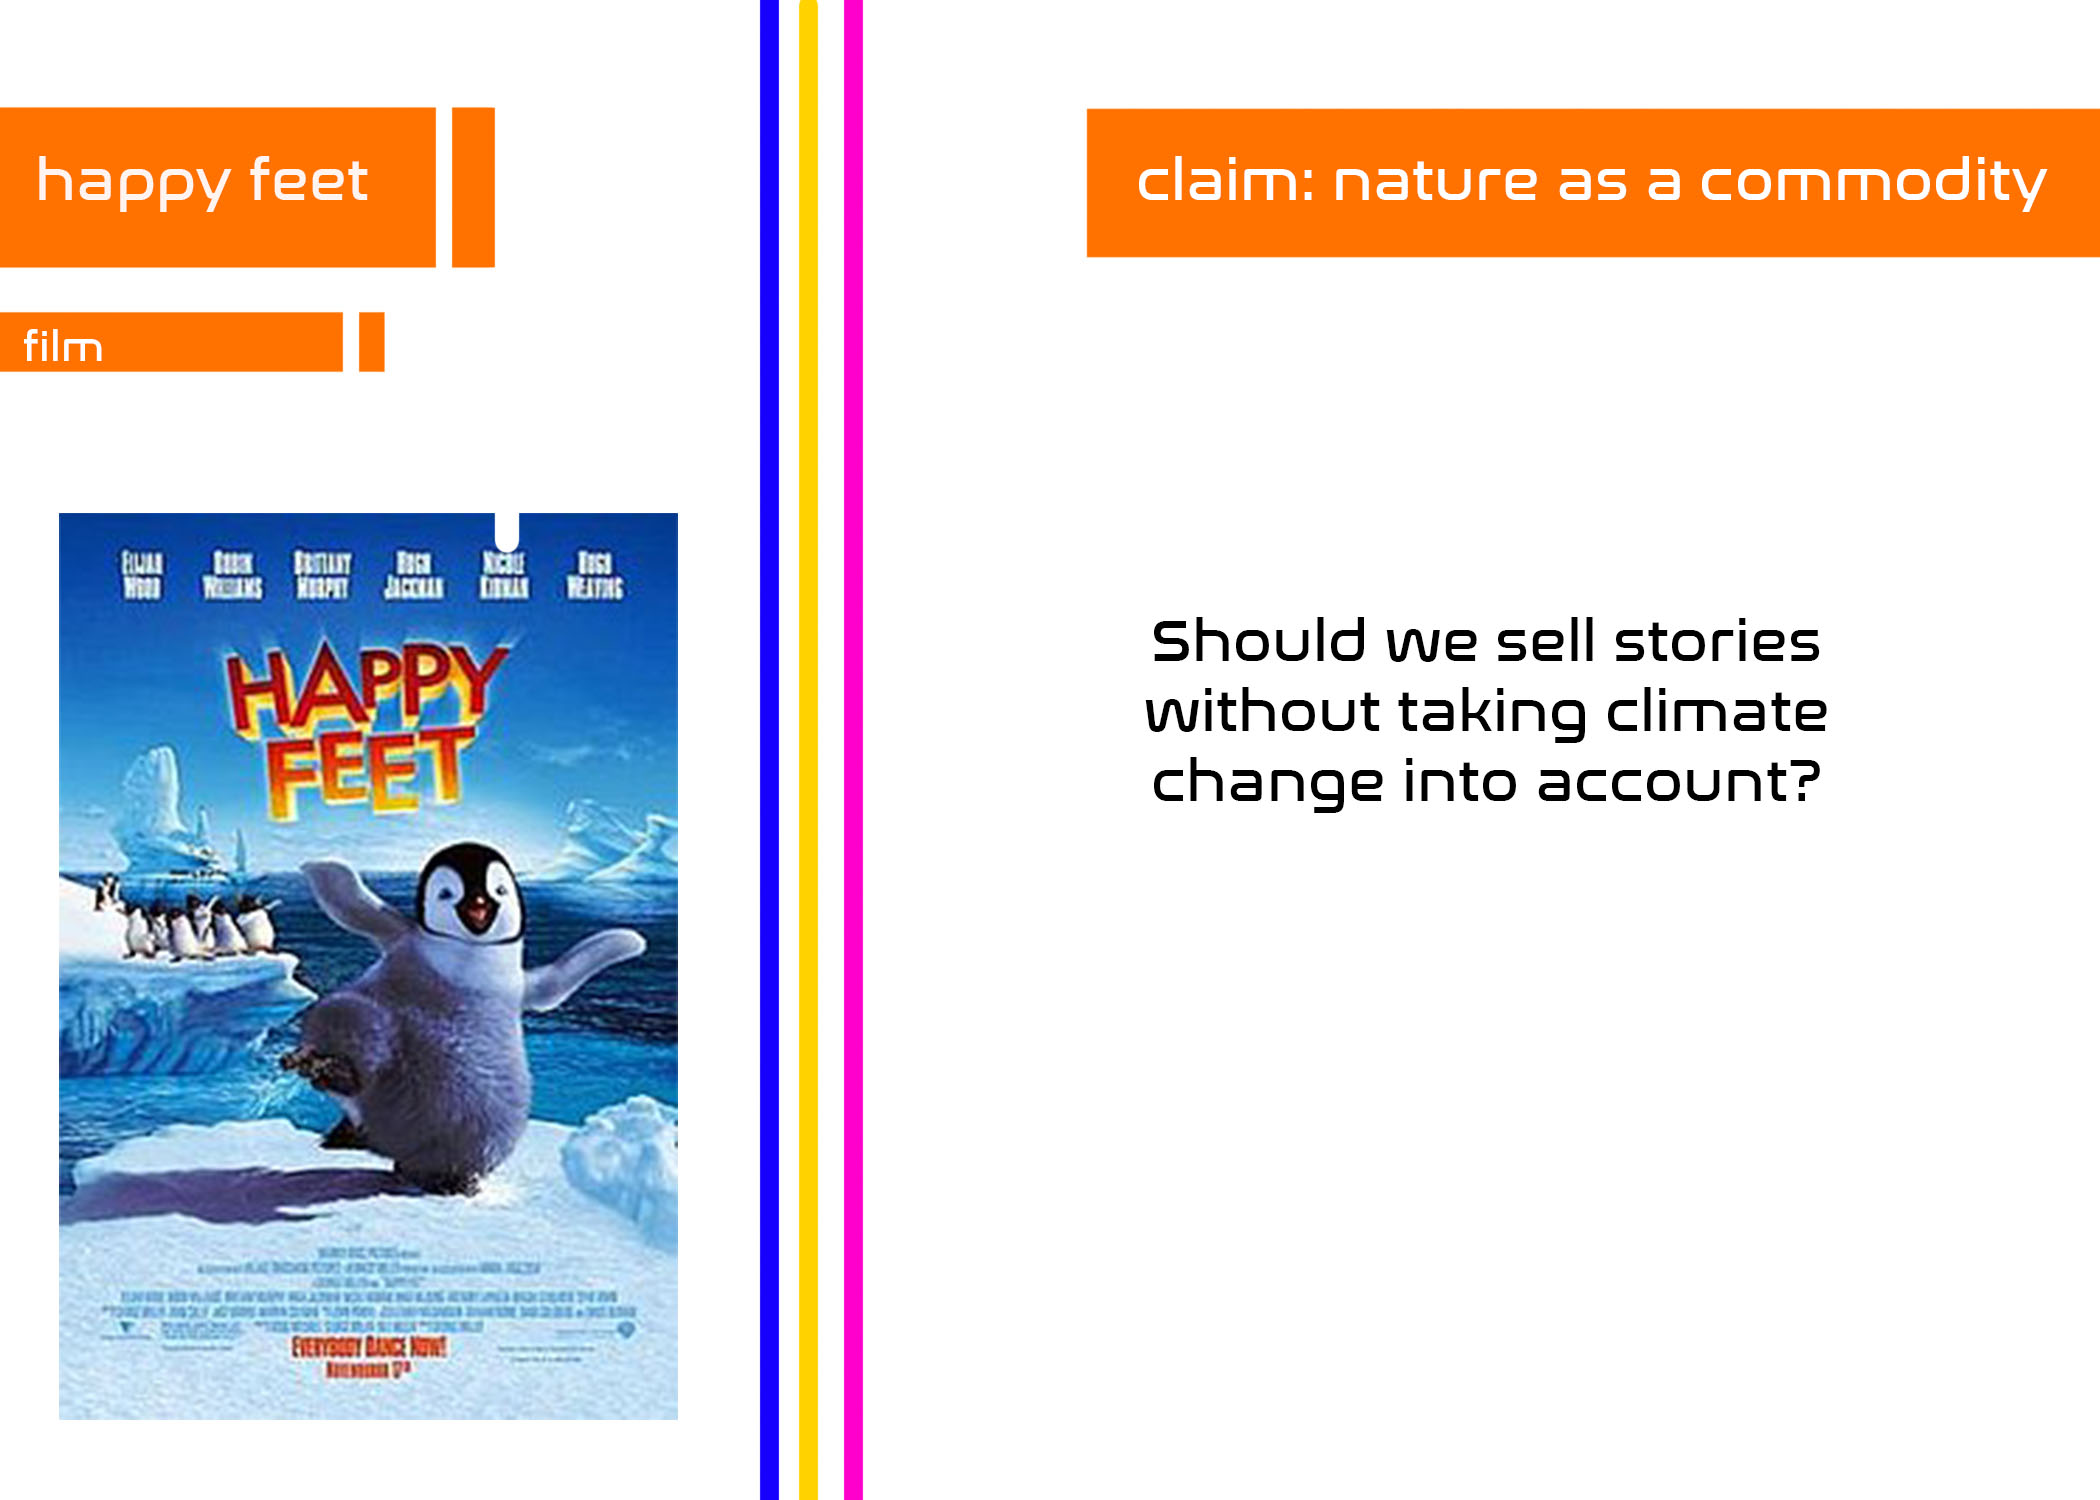 happy feet
film
claim: nature as a commodity
Should we sell stories
without taking climate
change into account?
ELIJAH WOOD
ROBIN WILLIAMS
BRITTANY MURPHY
HUGH JACKMAN
NICOLE KIDMAN
HUGO WEAVING
HAPPY
FEET
EVERYBODY DANCE NOW!
NOVEMBER 17TH